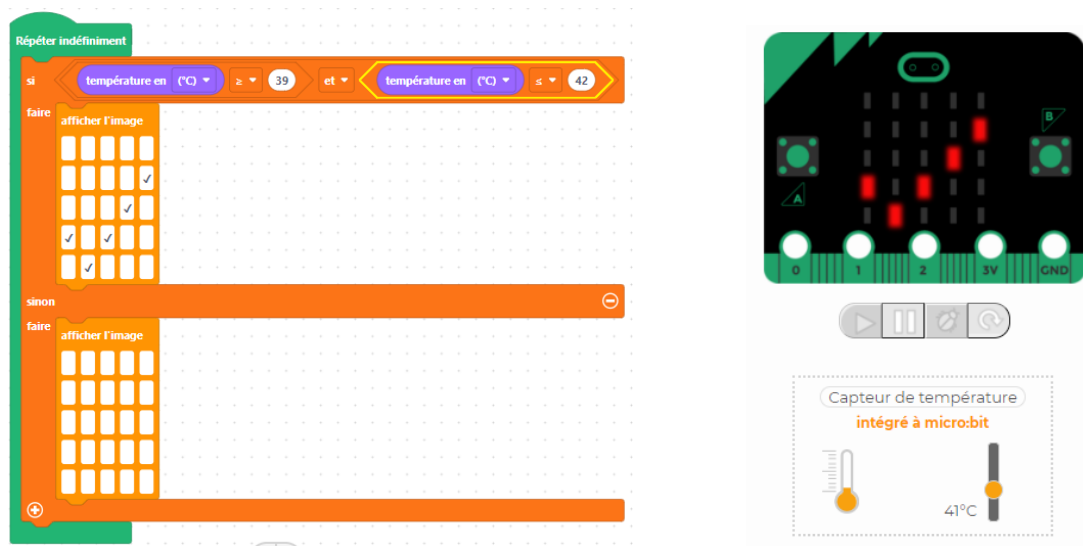 Répéter indéfiniment
si température en (°C) ≥ 39 et température en (°C) ≤ 42
faire
afficher l'image
✓
✓
✓ ✓
✓
sinon
faire
afficher l'image
A
B
0 1 2 3V GND
Capteur de température
intégré à micro:bit
41°C